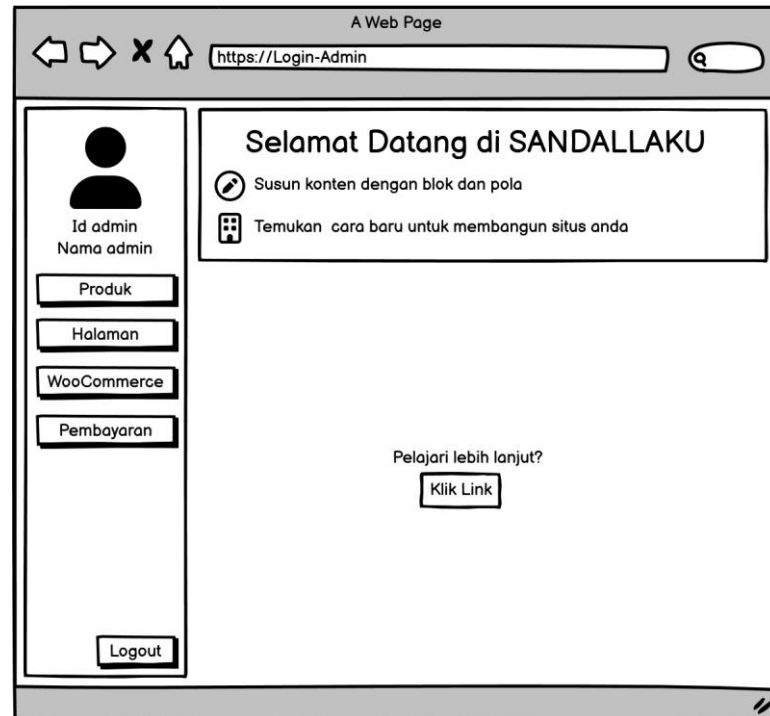 A Web Page
https://Login-Admin
Selamat Datang di SANDALLAKU
Susun konten dengan blok dan pola
Temukan cara baru untuk membangun situs anda
Id admin
Nama admin
Produk
Halaman
WooCommerce
Pembayaran
Pelajari lebih lanjut?
Klik Link
Logout